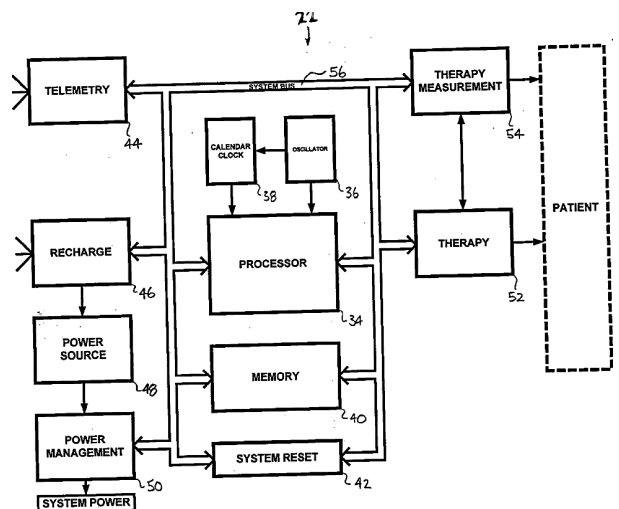 22
TELEMETRY
44
SYSTEM BUS
56
THERAPY
MEASUREMENT
54
CALENDAR
CLOCK
38
OSCILLATOR
36
PATIENT
RECHARGE
46
PROCESSOR
34
THERAPY
52
POWER
SOURCE
48
MEMORY
40
POWER
MANAGEMENT
50
SYSTEM RESET
42
SYSTEM POWER